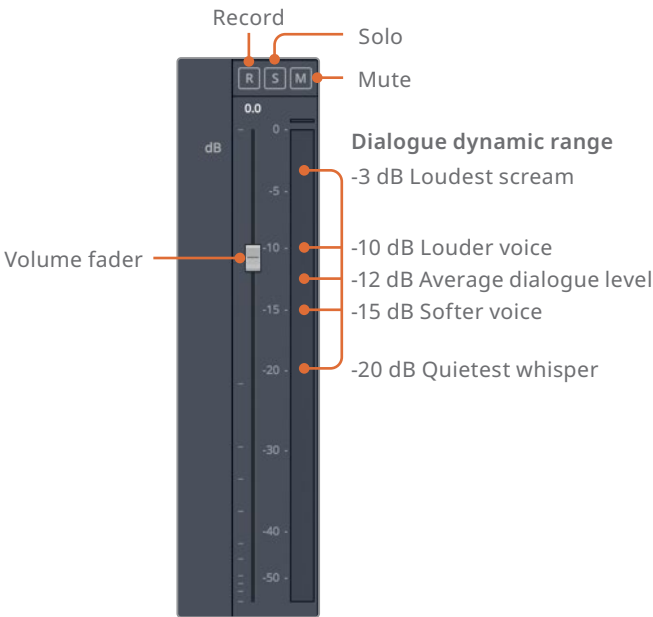 Record
Solo
R S M
Mute
0.0
dB
0
Dialogue dynamic range
-3 dB Loudest scream
-5
-10
-10 dB Louder voice
Volume fader
-12 dB Average dialogue level
-15
-15 dB Softer voice
-20
-20 dB Quietest whisper
-30
-40
-50